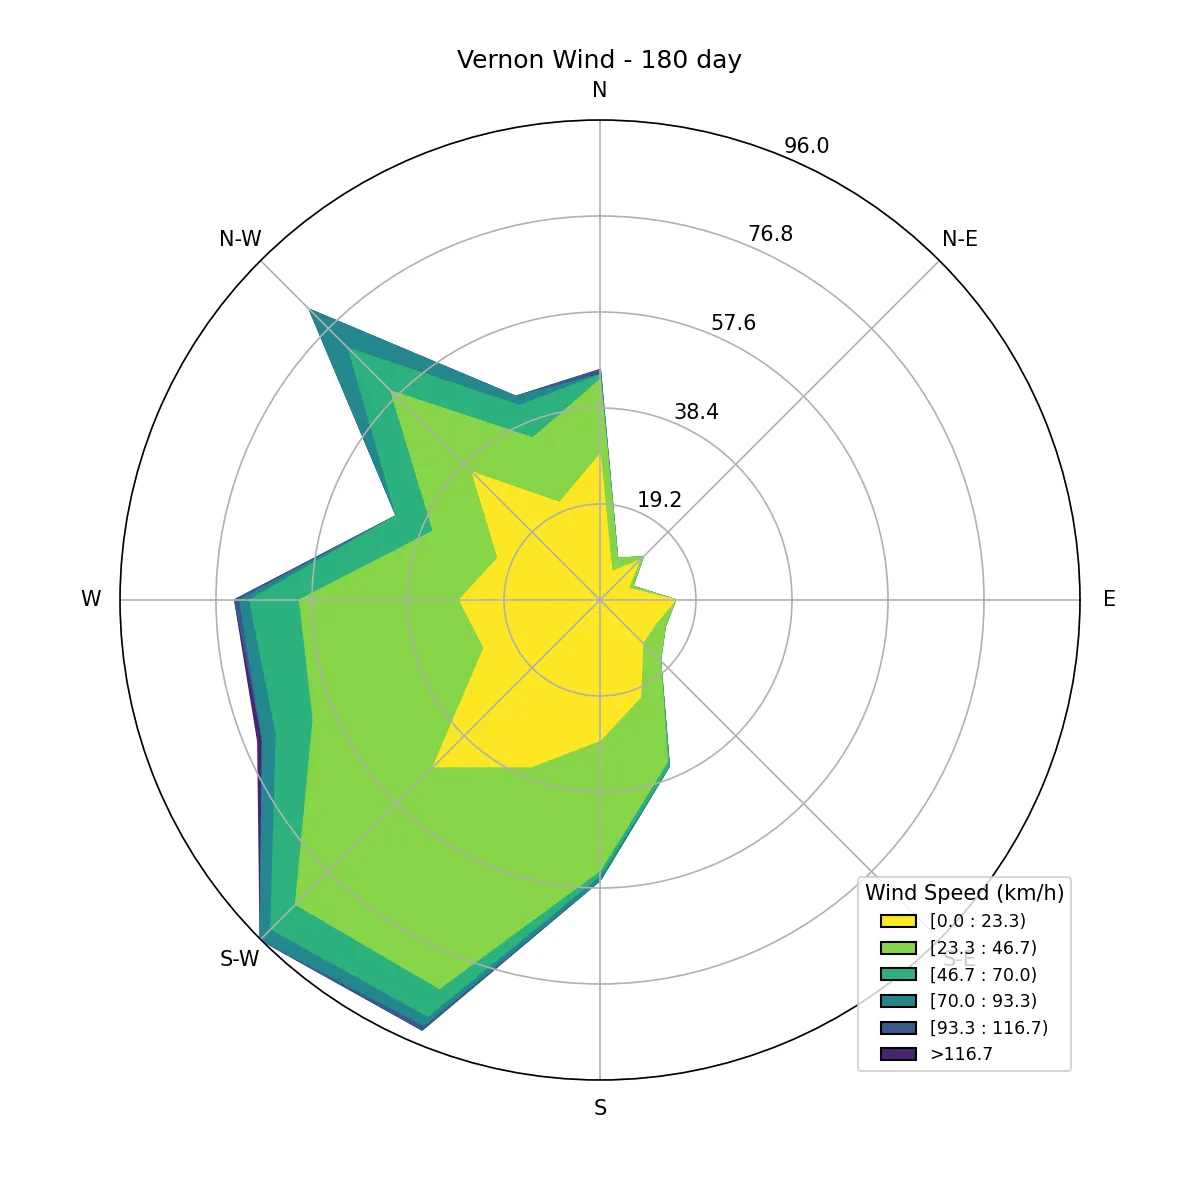 Vernon Wind - 180 day
N
96.0
N-W
76.8
N-E
57.6
38.4
19.2
W
E
S-W
S-E
S
Wind Speed (km/h)
[0.0 : 23.3)
[23.3 : 46.7)
[46.7 : 70.0)
[70.0 : 93.3)
[93.3 : 116.7)
>116.7